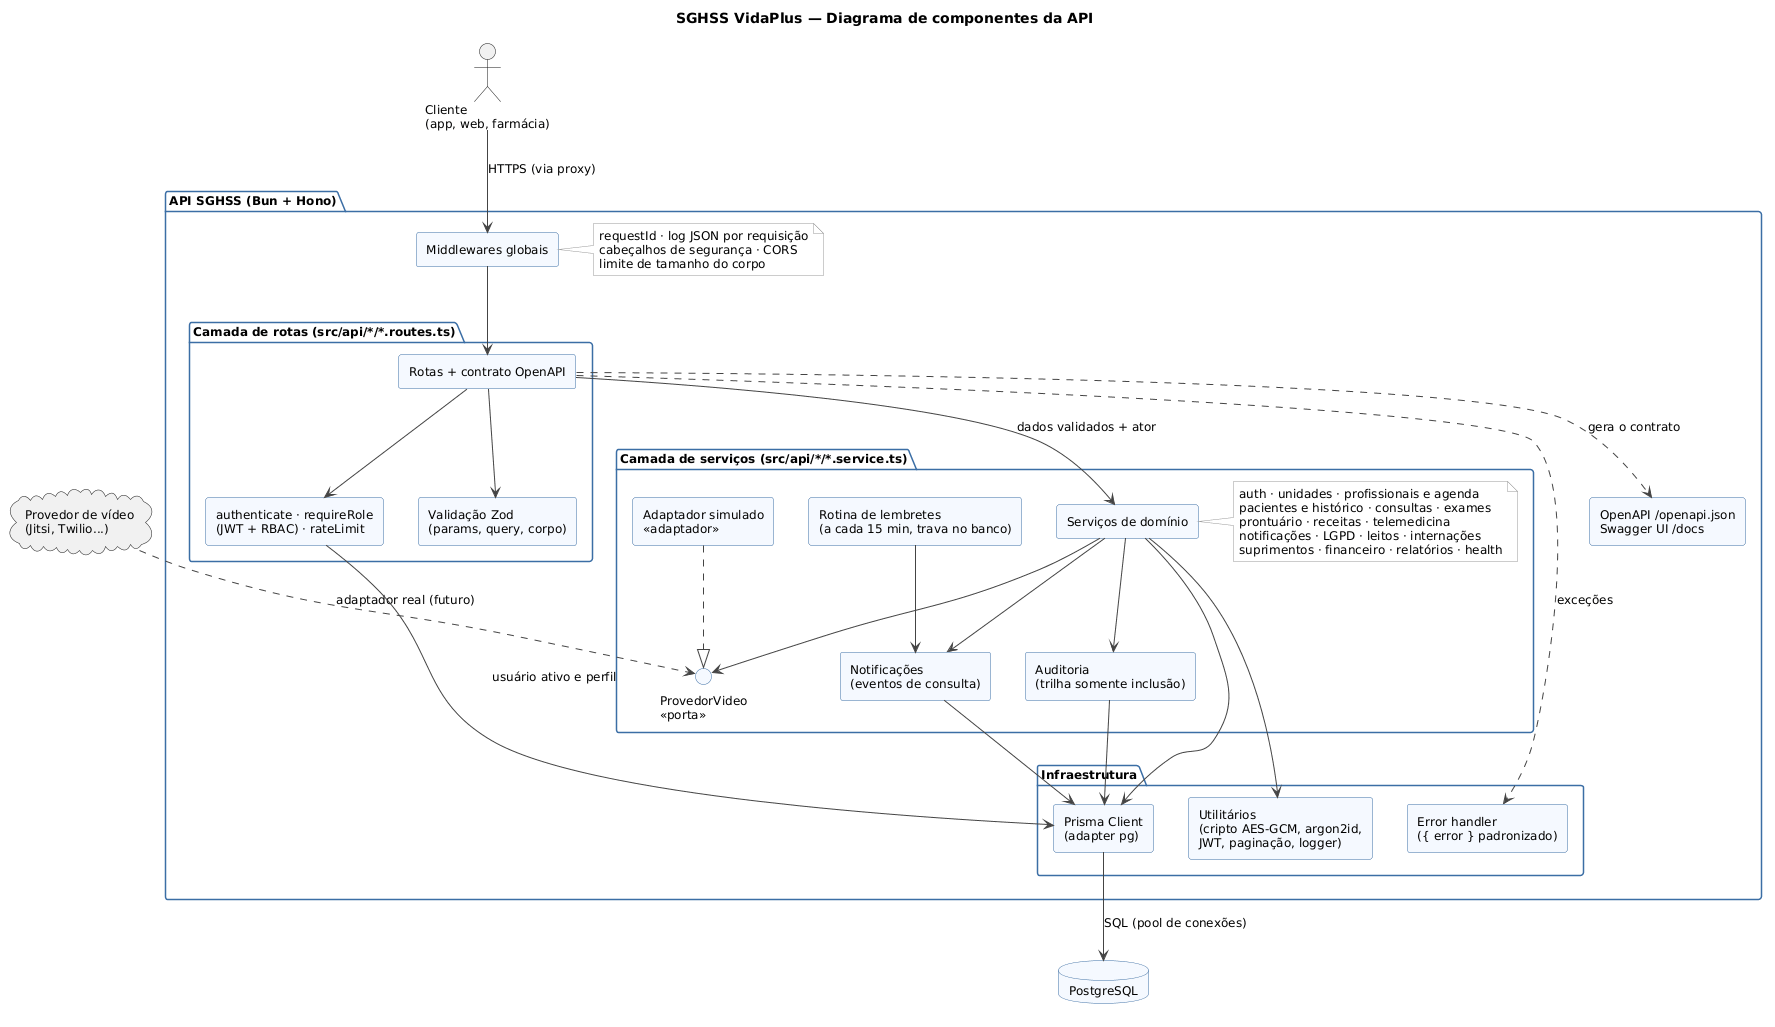 SGHSS VidaPlus — Diagrama de componentes da API
Cliente
(app, web, farmácia)
HTTPS (via proxy)
API SGHSS (Bun + Hono)
Middlewares globais
requestId · log JSON por requisição
cabeçalhos de segurança · CORS
limite de tamanho do corpo
Camada de rotas (src/api/*/*.routes.ts)
Rotas + contrato OpenAPI
dados validados + ator
gera o contrato
authenticate · requireRole
(JWT + RBAC) · rateLimit
Validação Zod
(params, query, corpo)
Provedor de vídeo
(Jitsi, Twilio...)
Camada de serviços (src/api/*/*.service.ts)
Adaptador simulado
«adaptador»
Rotina de lembretes
(a cada 15 min, trava no banco)
Serviços de domínio
auth · unidades · profissionais e agenda
pacientes e histórico · consultas · exames
prontuário · receitas · telemedicina
notificações · LGPD · leitos · internações
suprimentos · financeiro · relatórios · health
OpenAPI /openapi.json
Swagger UI /docs
adaptador real (futuro)
exceções
usuário ativo e perfil
ProvedorVideo
«porta»
Notificações
(eventos de consulta)
Auditoria
(trilha somente inclusão)
Infraestrutura
Prisma Client
(adapter pg)
Utilitários
(cripto AES-GCM, argon2id,
JWT, paginação, logger)
Error handler
({ error } padronizado)
SQL (pool de conexões)
PostgreSQL